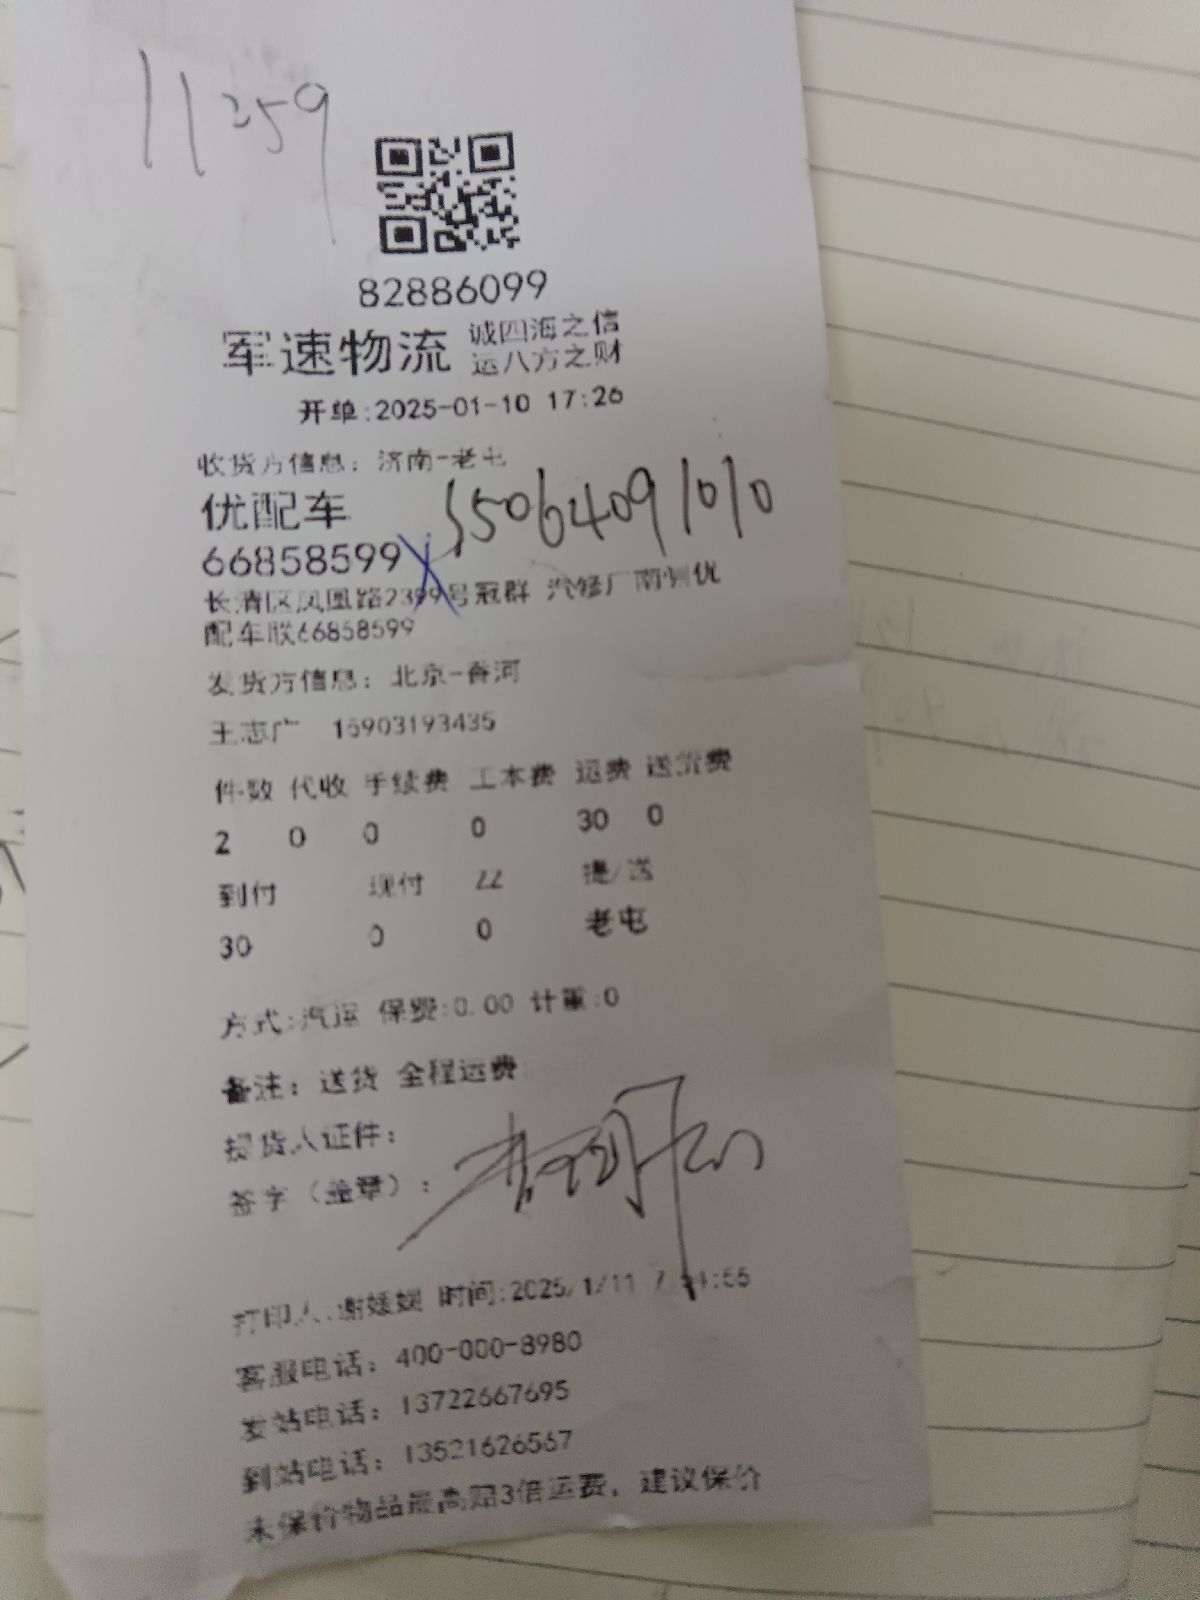 11259
82886099
军速物流 诚四海之信
运八方之财
开单:2025-01-10 17:26
收货方信息：济南-老屯
优配车 15064091010
66858599
长清区凤凰路2399号冠群 汽修厂南侧优
配车联66858599
发货方信息：北京-香河
王志广 15903193435
件数 代收 手续费 工本费 运费 送货费
2 0 0 0 30 0
到付 现付 22 提/送
30 0 0 老屯
方式:汽运 保费:0.00 计重:0
备注：送货 全程运费
提货人证件：
签字（盖章）：
打印人:谢媛媛 时间:2025/1/11
客服电话：400-000-8980
发站电话：13722667695
到站电话：13521626567
未保价物品最高赔3倍运费，建议保价